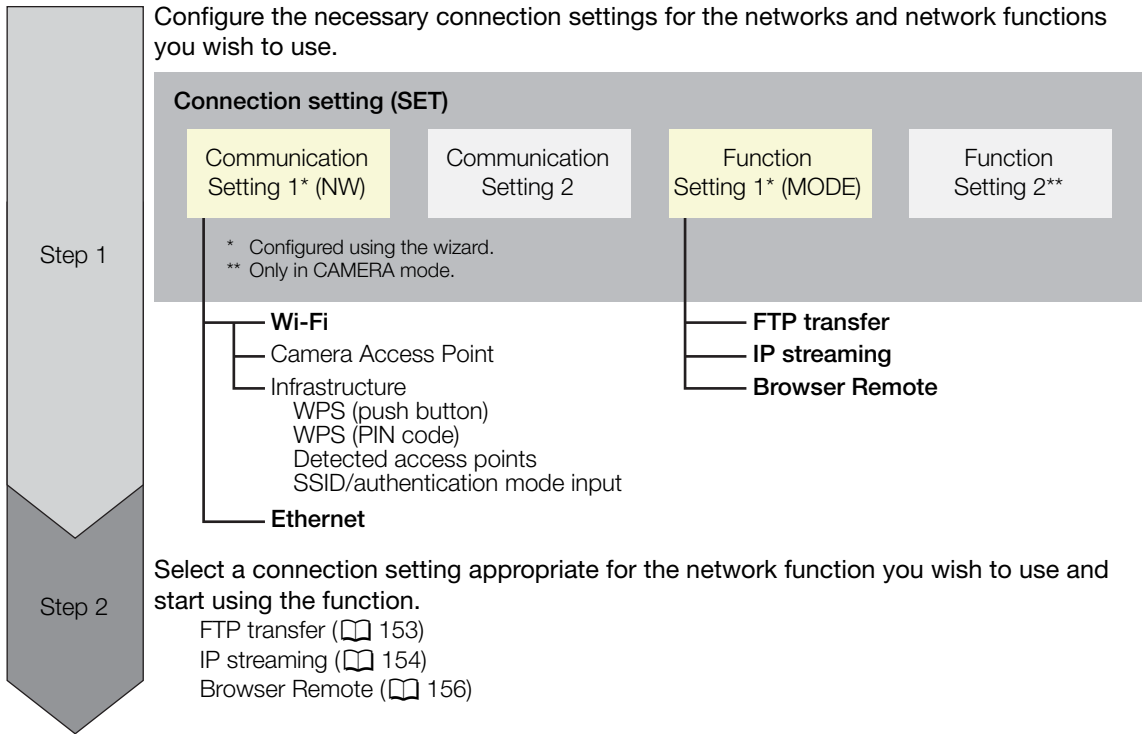 Configure the necessary connection settings for the networks and network functions
you wish to use.
Connection setting (SET)
Communication
Setting 1* (NW)
Communication
Setting 2
Function
Setting 1* (MODE)
Function
Setting 2**
Step 1
* Configured using the wizard.
** Only in CAMERA mode.
Wi-Fi
Camera Access Point
Infrastructure
WPS (push button)
WPS (PIN code)
Detected access points
SSID/authentication mode input
Ethernet
FTP transfer
IP streaming
Browser Remote
Step 2
Select a connection setting appropriate for the network function you wish to use and
start using the function.
FTP transfer (📖 153)
IP streaming (📖 154)
Browser Remote (📖 156)